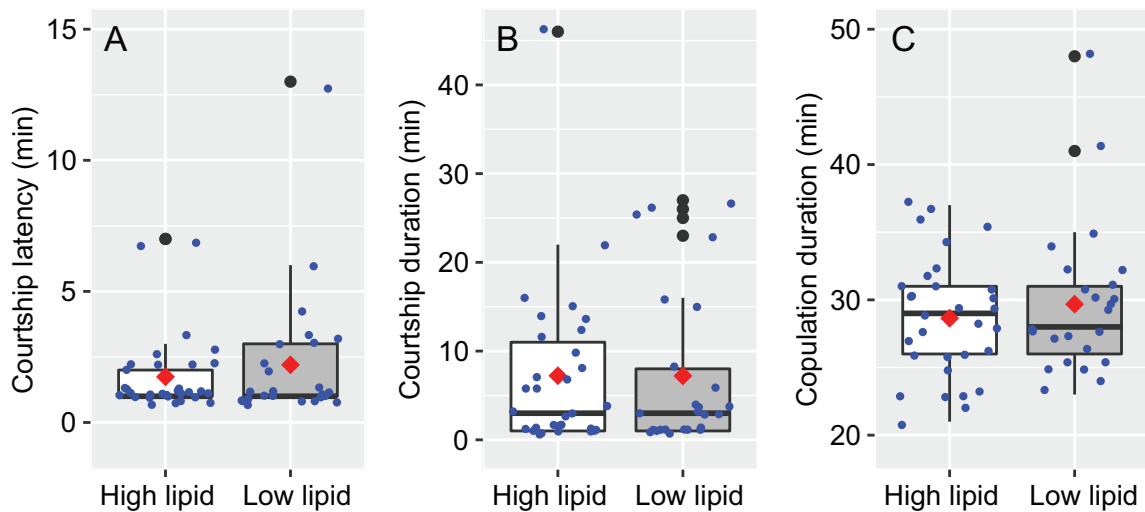 A
Courtship latency (min)
15
10
5
0
High lipid
Low lipid
B
Courtship duration (min)
40
30
20
10
0
High lipid
Low lipid
C
Copulation duration (min)
50
40
30
20
High lipid
Low lipid